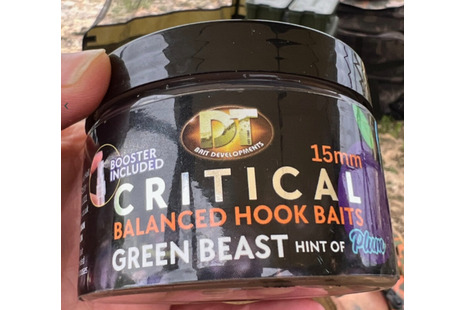 DT
BAIT DEVELOPMENTS
BOOSTER
INCLUDED
15mm
CRITICAL
BALANCED HOOK BAITS
GREEN BEAST HINT OF Plum